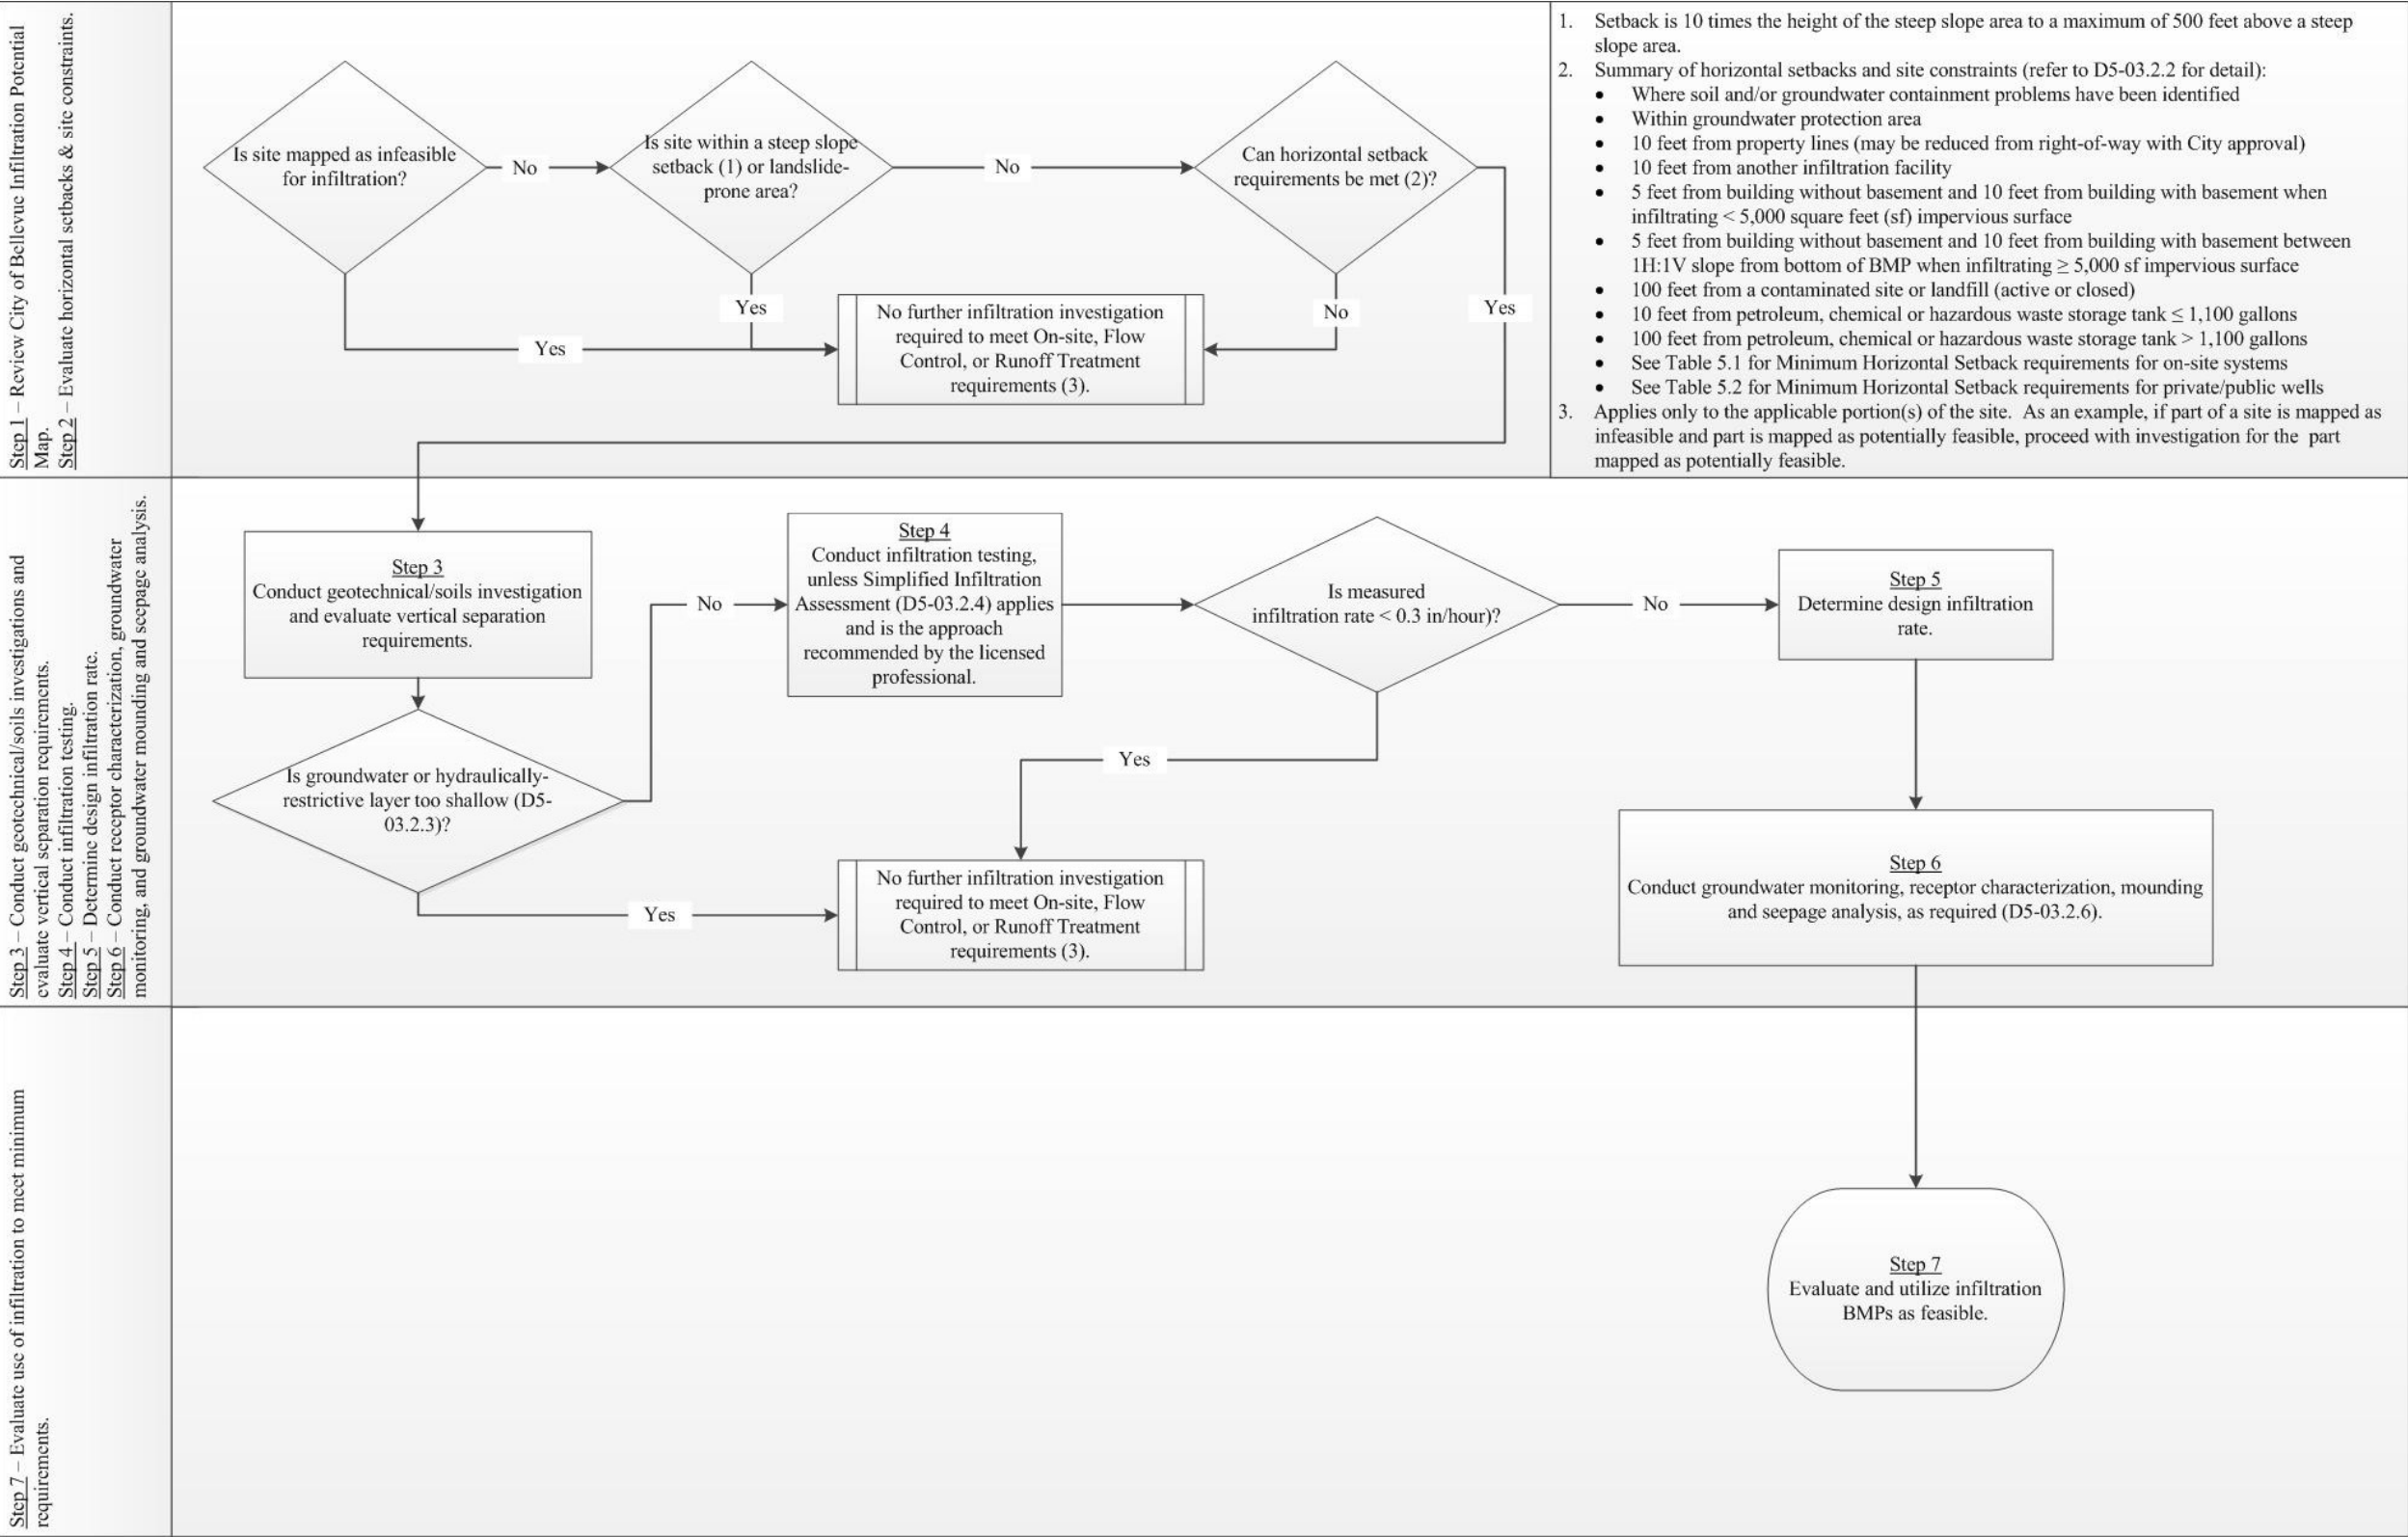 Step 1 – Review City of Bellevue Infiltration Potential
Map.
Step 2 – Evaluate horizontal setbacks & site constraints.
Is site mapped as infeasible
for infiltration?
No
Is site within a steep slope
setback (1) or landslide-
prone area?
No
Can horizontal setback
requirements be met (2)?
Yes
Yes
No
Yes
No further infiltration investigation
required to meet On-site, Flow
Control, or Runoff Treatment
requirements (3).
1. Setback is 10 times the height of the steep slope area to a maximum of 500 feet above a steep
slope area.
2. Summary of horizontal setbacks and site constraints (refer to D5-03.2.2 for detail):
• Where soil and/or groundwater containment problems have been identified
• Within groundwater protection area
• 10 feet from property lines (may be reduced from right-of-way with City approval)
• 10 feet from another infiltration facility
• 5 feet from building without basement and 10 feet from building with basement when
infiltrating < 5,000 square feet (sf) impervious surface
• 5 feet from building without basement and 10 feet from building with basement between
1H:1V slope from bottom of BMP when infiltrating ≥ 5,000 sf impervious surface
• 100 feet from a contaminated site or landfill (active or closed)
• 10 feet from petroleum, chemical or hazardous waste storage tank ≤ 1,100 gallons
• 100 feet from petroleum, chemical or hazardous waste storage tank > 1,100 gallons
• See Table 5.1 for Minimum Horizontal Setback requirements for on-site systems
• See Table 5.2 for Minimum Horizontal Setback requirements for private/public wells
3. Applies only to the applicable portion(s) of the site. As an example, if part of a site is mapped as
infeasible and part is mapped as potentially feasible, proceed with investigation for the part
mapped as potentially feasible.
Step 3 – Conduct geotechnical/soils investigations and
evaluate vertical separation requirements.
Step 4 – Conduct infiltration testing.
Step 5 – Determine design infiltration rate.
Step 6 – Conduct receptor characterization, groundwater
monitoring, and groundwater mounding and seepage analysis.
Step 3
Conduct geotechnical/soils investigation
and evaluate vertical separation
requirements.
Is groundwater or hydraulically-
restrictive layer too shallow (D5-
03.2.3)?
No
Yes
Step 4
Conduct infiltration testing,
unless Simplified Infiltration
Assessment (D5-03.2.4) applies
and is the approach
recommended by the licensed
professional.
Is measured
infiltration rate < 0.3 in/hour)?
No
Yes
No further infiltration investigation
required to meet On-site, Flow
Control, or Runoff Treatment
requirements (3).
Step 5
Determine design infiltration
rate.
Step 6
Conduct groundwater monitoring, receptor characterization, mounding
and seepage analysis, as required (D5-03.2.6).
Step 7 – Evaluate use of infiltration to meet minimum
requirements.
Step 7
Evaluate and utilize infiltration
BMPs as feasible.